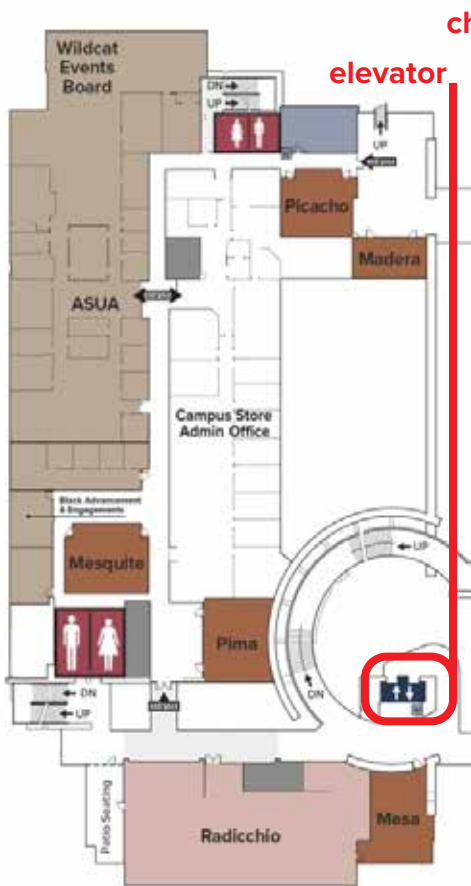 ch
elevator
Wildcat
Events
Board
DN
UP
UP
Picacho
Madera
ASUA
Campus Store
Admin Office
Black Advancement
& Engagements
Mesquite
UP
Pima
DN
DN
UP
Patio Seating
Radicchio
Mesa